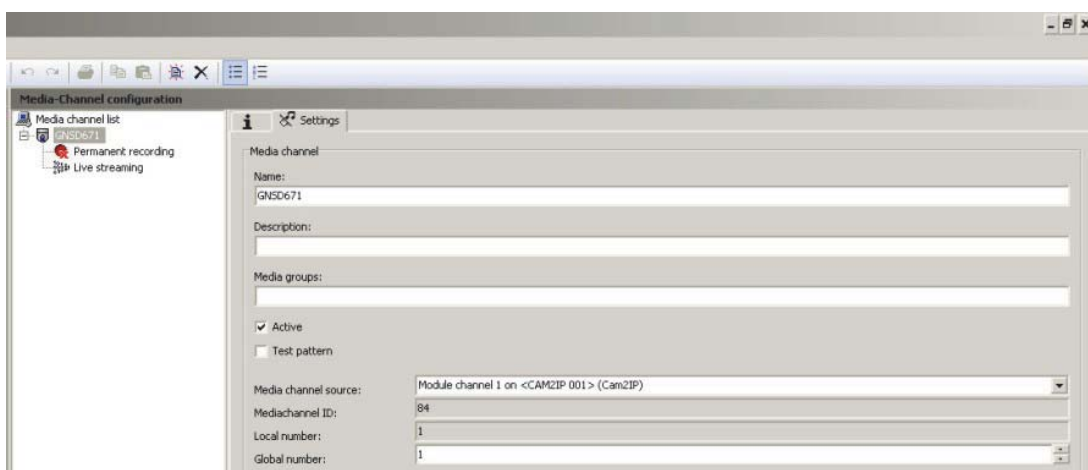 Media-Channel configuration
Media channel list
GNSD671
Permanent recording
Live streaming
i
Settings
Media channel
Name:
GNSD671
Description:
Media groups:
Active
Test pattern
Media channel source:
Module channel 1 on <CAM2IP 001> (Cam2IP)
Mediachannel ID:
84
Local number:
1
Global number:
1